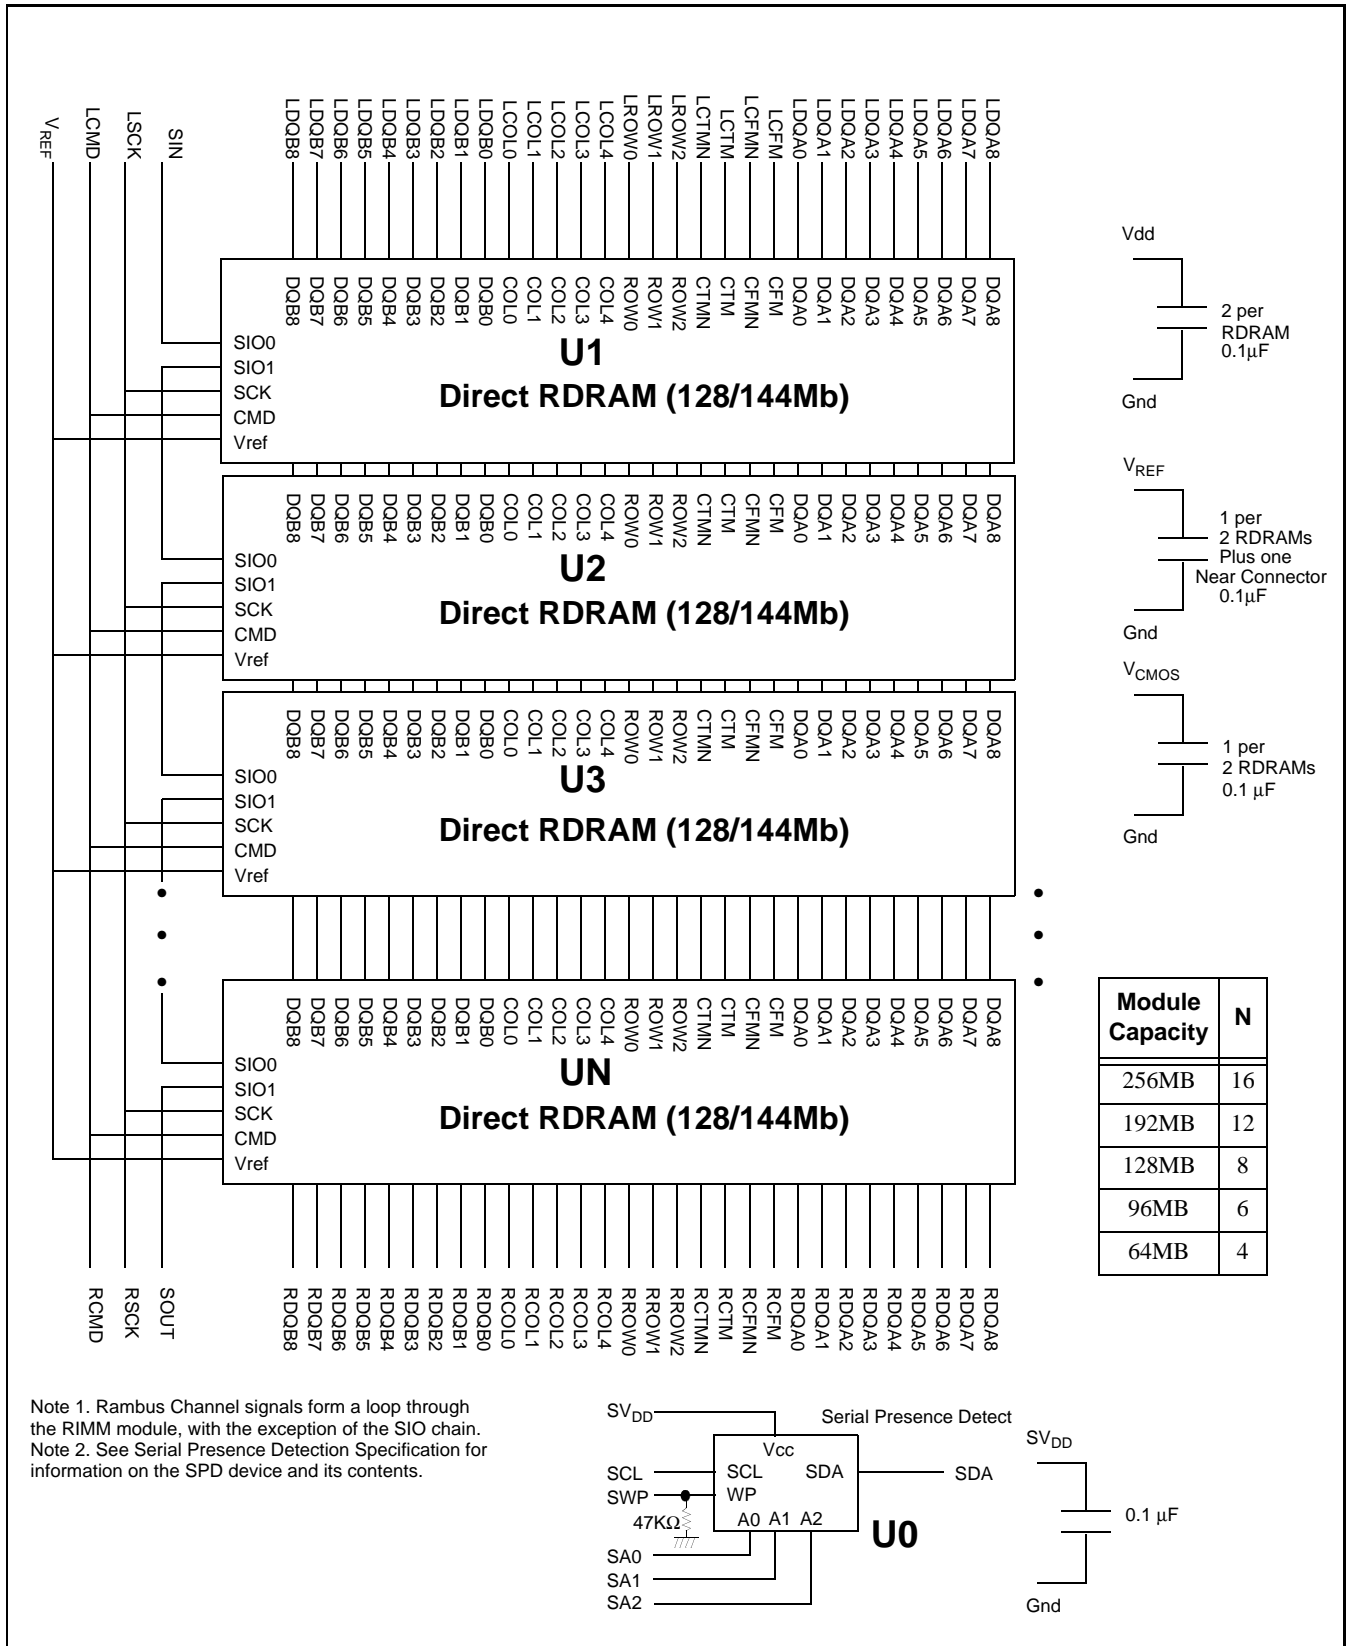 VREF LCMD LSCK SIN LDQB8 LDQB7 LDQB6 LDQB5 LDQB4 LDQB3 LDQB2 LDQB1 LDQB0 LCOL0 LCOL1 LCOL2 LCOL3 LCOL4 LROW0 LROW1 LROW2 LCTMN LCTM LCFMN LCFM LDQA0 LDQA1 LDQA2 LDQA3 LDQA4 LDQA5 LDQA6 LDQA7 LDQA8
DQB8 DQB7 DQB6 DQB5 DQB4 DQB3 DQB2 DQB1 DQB0 COL0 COL1 COL2 COL3 COL4 ROW0 ROW1 ROW2 CTMN CTM CFMN CFM DQA0 DQA1 DQA2 DQA3 DQA4 DQA5 DQA6 DQA7 DQA8
SIO0
SIO1
SCK
CMD
Vref
U1
Direct RDRAM (128/144Mb)
DQB8 DQB7 DQB6 DQB5 DQB4 DQB3 DQB2 DQB1 DQB0 COL0 COL1 COL2 COL3 COL4 ROW0 ROW1 ROW2 CTMN CTM CFMN CFM DQA0 DQA1 DQA2 DQA3 DQA4 DQA5 DQA6 DQA7 DQA8
SIO0
SIO1
SCK
CMD
Vref
U2
Direct RDRAM (128/144Mb)
DQB8 DQB7 DQB6 DQB5 DQB4 DQB3 DQB2 DQB1 DQB0 COL0 COL1 COL2 COL3 COL4 ROW0 ROW1 ROW2 CTMN CTM CFMN CFM DQA0 DQA1 DQA2 DQA3 DQA4 DQA5 DQA6 DQA7 DQA8
SIO0
SIO1
SCK
CMD
Vref
U3
Direct RDRAM (128/144Mb)
DQB8 DQB7 DQB6 DQB5 DQB4 DQB3 DQB2 DQB1 DQB0 COL0 COL1 COL2 COL3 COL4 ROW0 ROW1 ROW2 CTMN CTM CFMN CFM DQA0 DQA1 DQA2 DQA3 DQA4 DQA5 DQA6 DQA7 DQA8
SIO0
SIO1
SCK
CMD
Vref
UN
Direct RDRAM (128/144Mb)
RCMD RSCK SOUT RDQB8 RDQB7 RDQB6 RDQB5 RDQB4 RDQB3 RDQB2 RDQB1 RDQB0 RCOL0 RCOL1 RCOL2 RCOL3 RCOL4 RROW0 RROW1 RROW2 RCTMN RCTM RCFMN RCFM RDQA0 RDQA1 RDQA2 RDQA3 RDQA4 RDQA5 RDQA6 RDQA7 RDQA8
Vdd
2 per
RDRAM
0.1μF
Gnd
VREF
1 per
2 RDRAMs
Plus one
Near Connector
0.1μF
Gnd
VCMOS
1 per
2 RDRAMs
0.1 μF
Gnd
Module Capacity N
256MB 16
192MB 12
128MB 8
96MB 6
64MB 4
Note 1. Rambus Channel signals form a loop through
the RIMM module, with the exception of the SIO chain.
Note 2. See Serial Presence Detection Specification for
information on the SPD device and its contents.
SVDD
Serial Presence Detect
Vcc
SCL SCL SDA SDA
SWP WP
47KΩ
A0 A1 A2
U0
SA0
SA1
SA2
SVDD
0.1 μF
Gnd